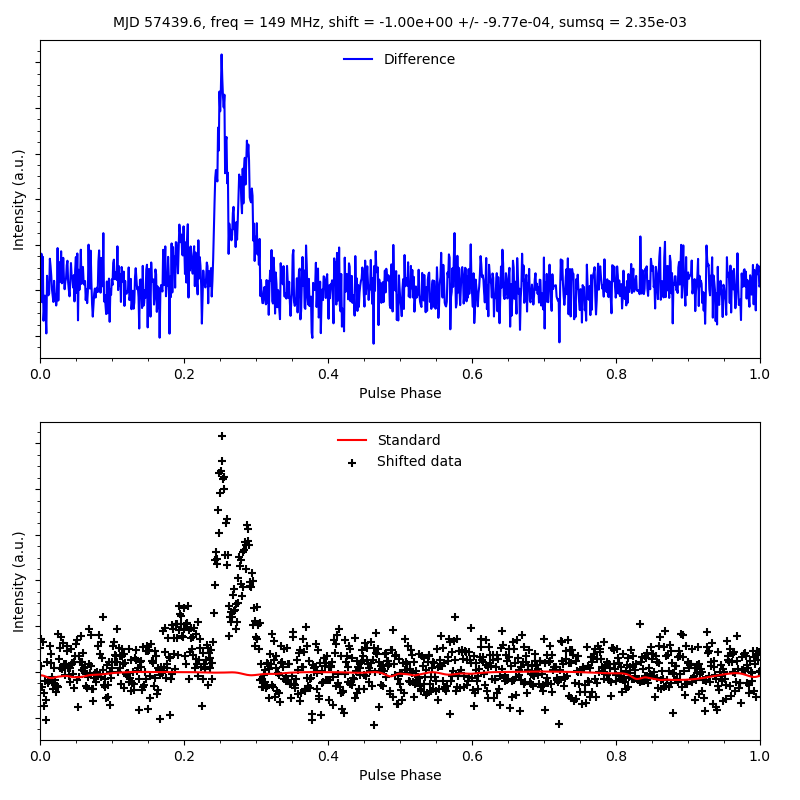 MJD 57439.6, freq = 149 MHz, shift = -1.00e+00 +/- -9.77e-04, sumsq = 2.35e-03
Difference
Intensity (a.u.)
0.0 0.2 0.4 0.6 0.8 1.0
Pulse Phase
Standard
Shifted data
Intensity (a.u.)
0.0 0.2 0.4 0.6 0.8 1.0
Pulse Phase